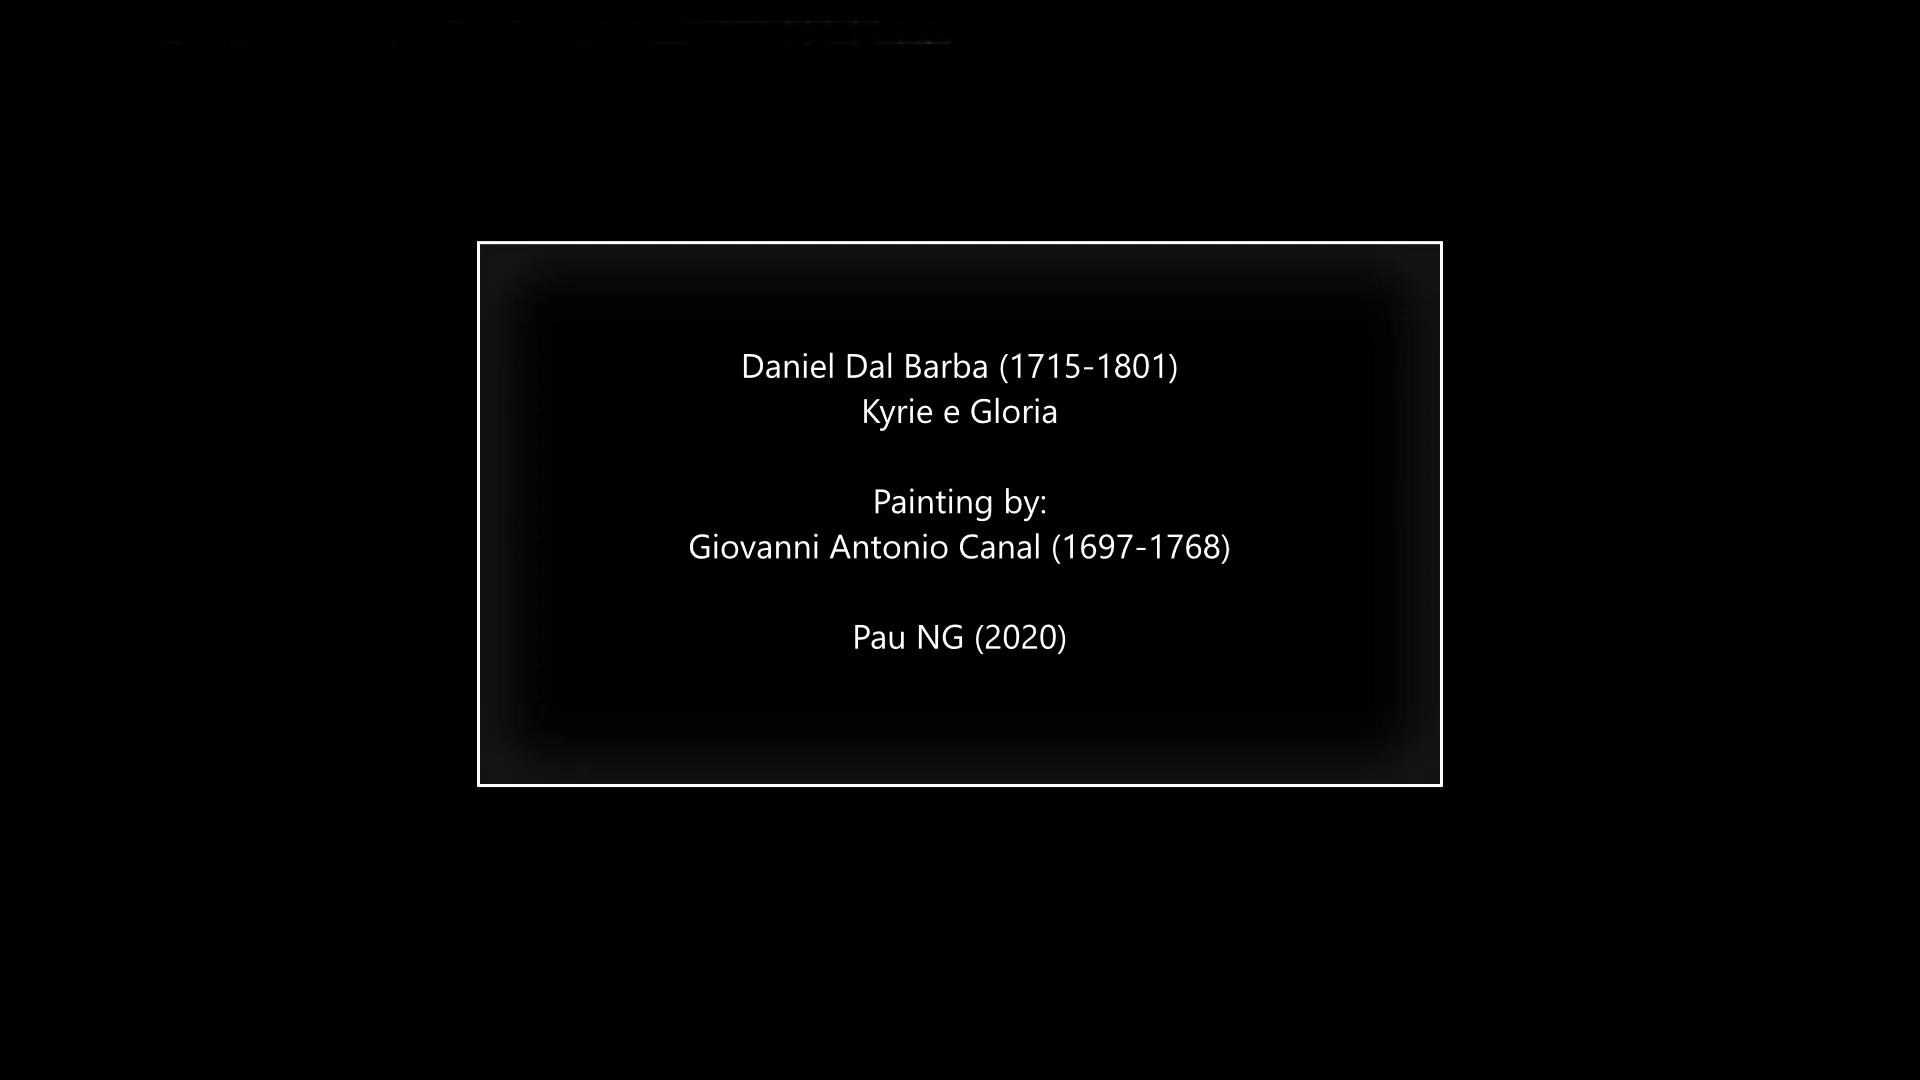 Daniel Dal Barba (1715-1801)
Kyrie e Gloria
Painting by:
Giovanni Antonio Canal (1697-1768)
Pau NG (2020)